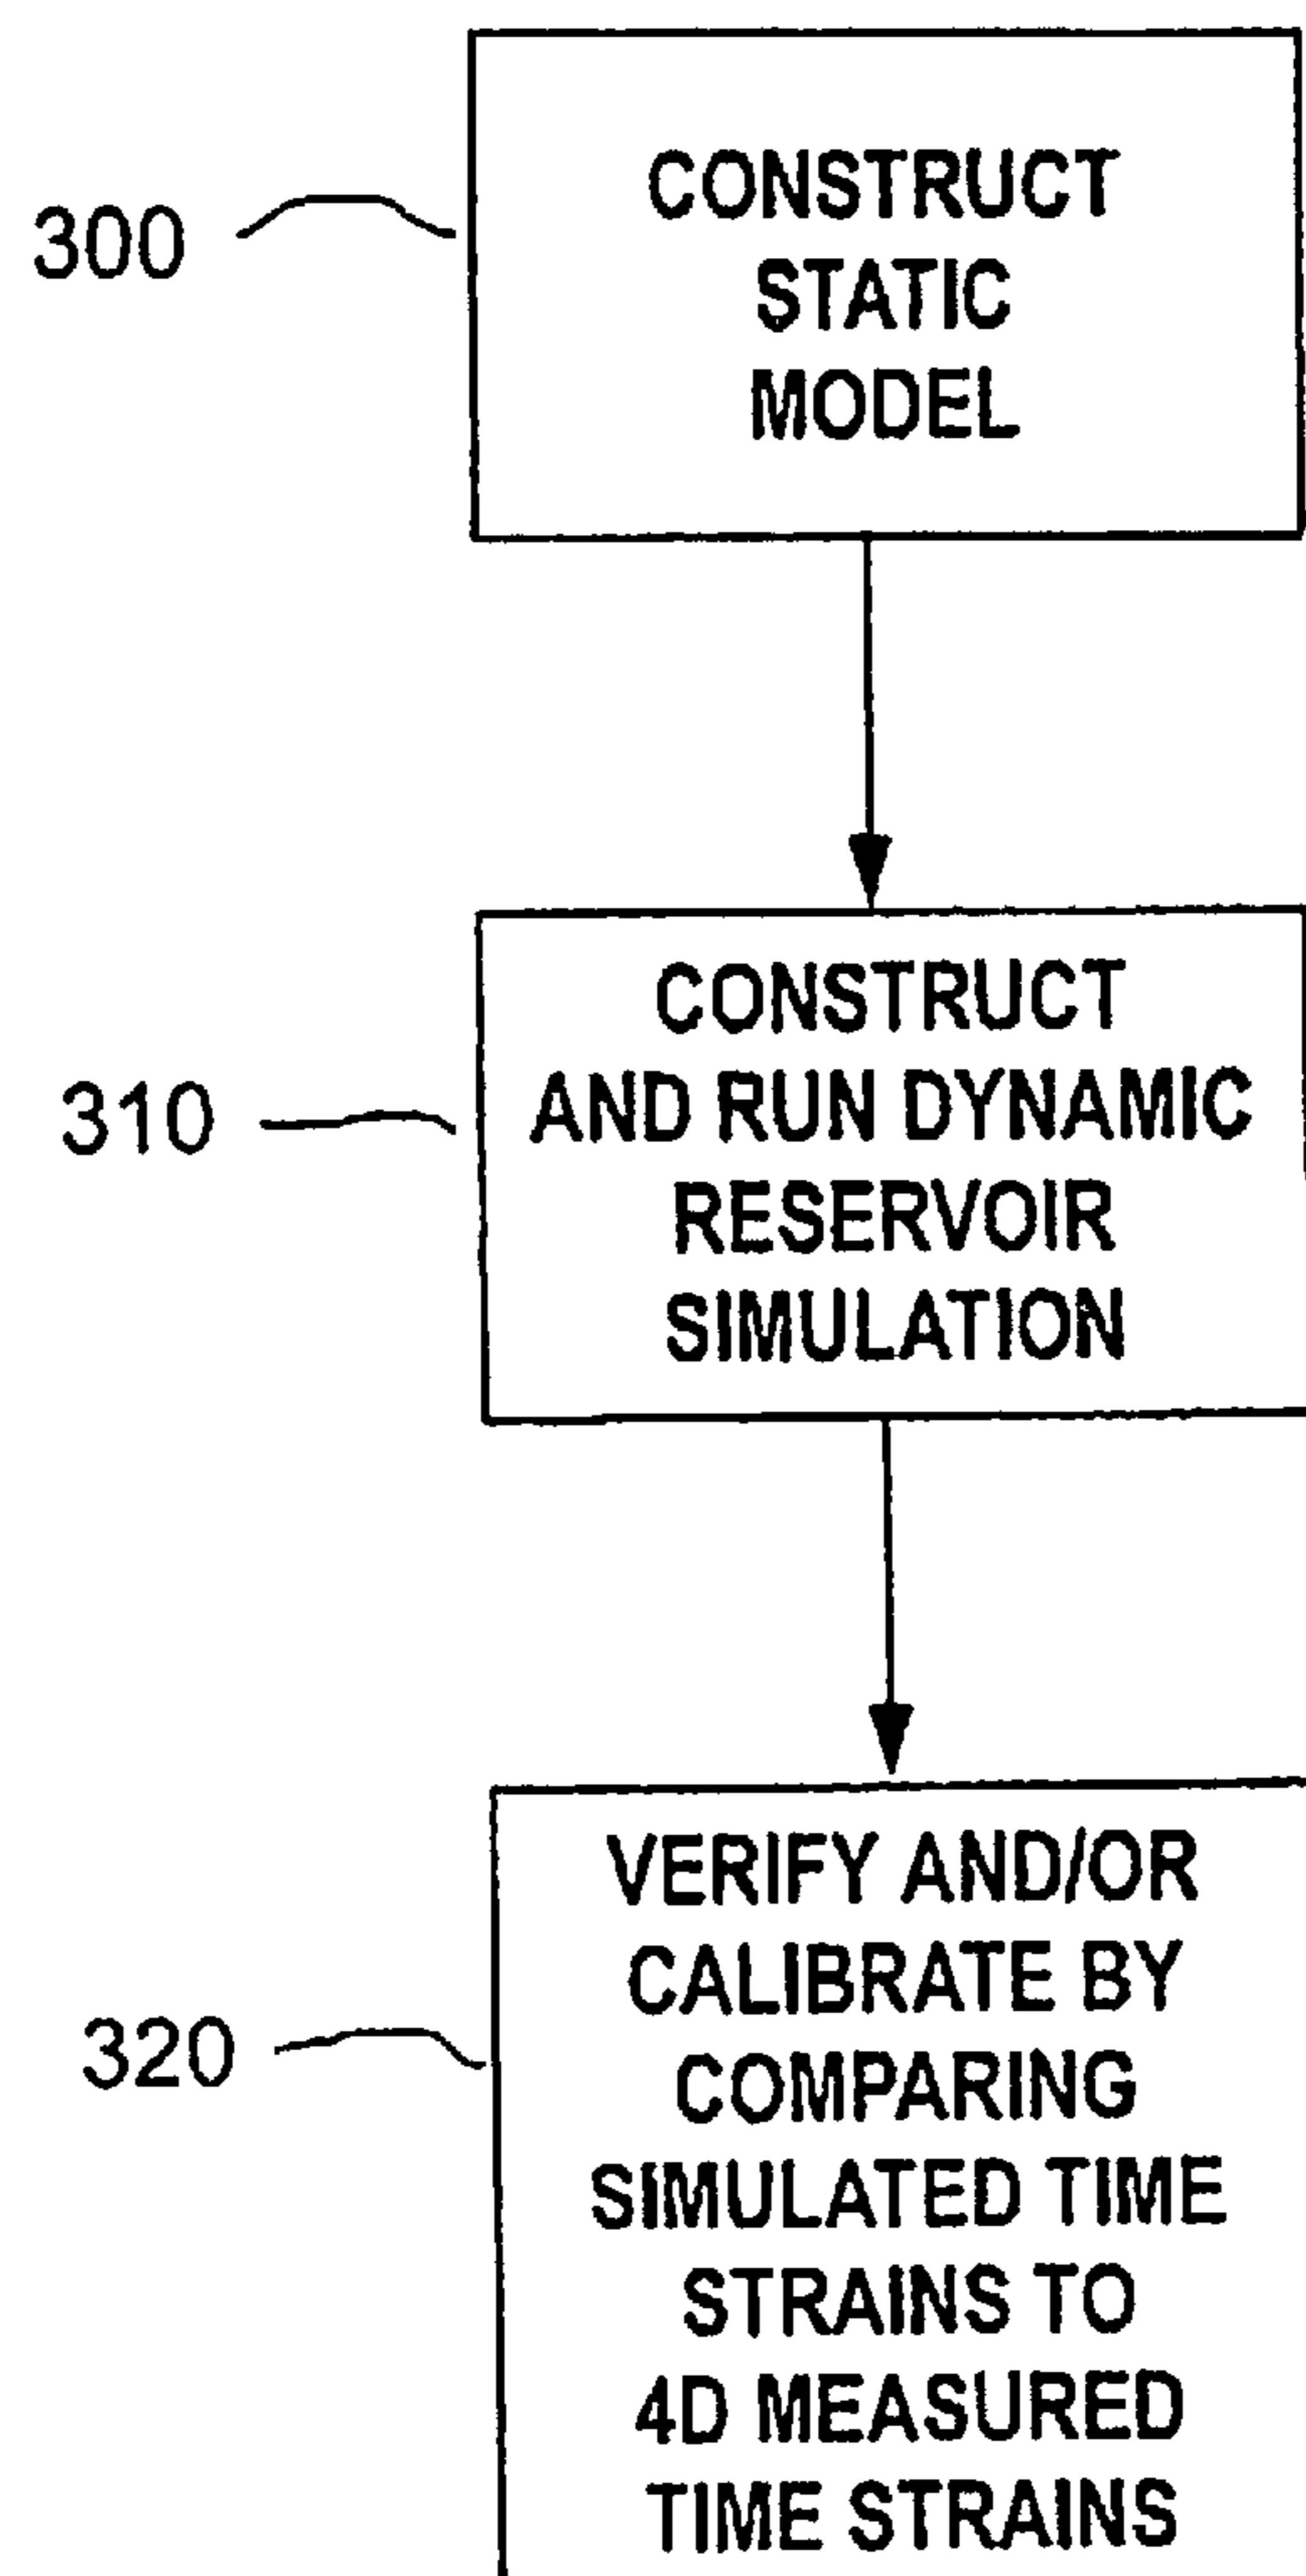 CONSTRUCT
STATIC
MODEL
300
CONSTRUCT
AND RUN DYNAMIC
RESERVOIR
SIMULATION
310
VERIFY AND/OR
CALIBRATE BY
COMPARING
SIMULATED TIME
STRAINS TO
4D MEASURED
TIME STRAINS
320